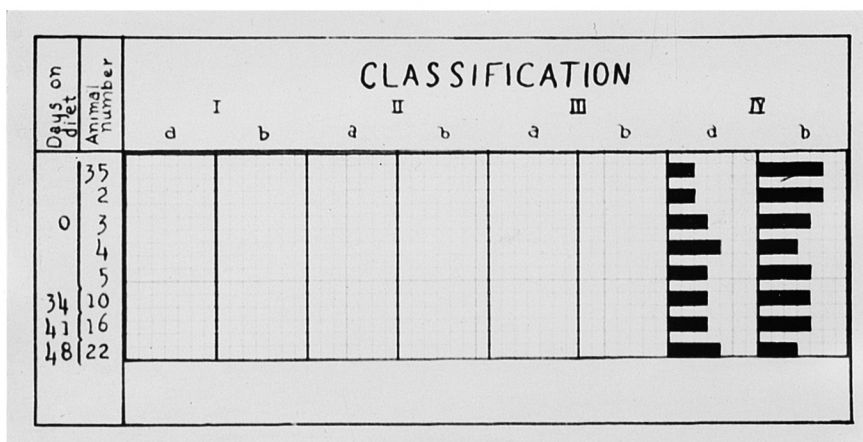 CLASSIFICATION
Days on diet
Animal number
I II III IV
a b a b a b a b
35
2
0 3
4
5
34 10
41 16
48 22